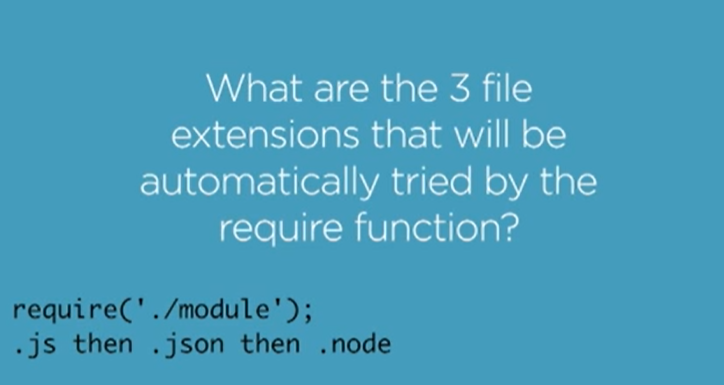 What are the 3 file
extensions that will be
automatically tried by the
require function?
require('./module');
.js then .json then .node